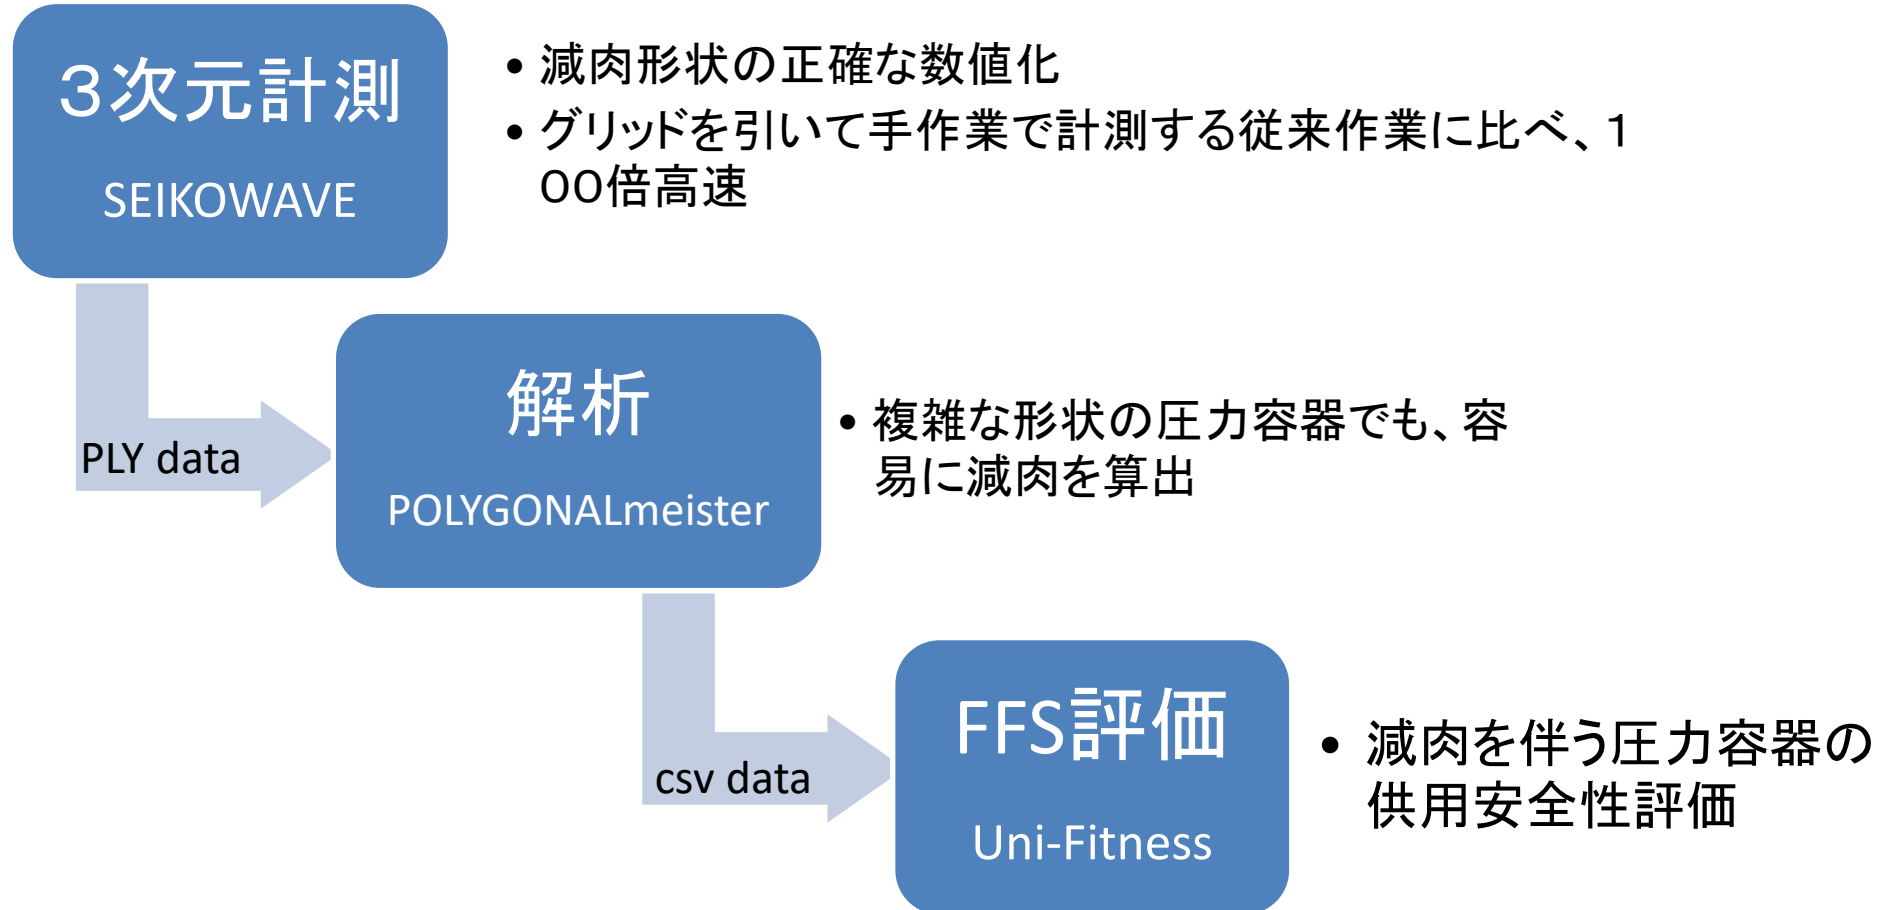 ３次元計測
SEIKOWAVE
• 減肉形状の正確な数値化
• グリッドを引いて手作業で計測する従来作業に比べ、１
００倍高速
PLY data
解析
POLYGONALmeister
• 複雑な形状の圧力容器でも、容
易に減肉を算出
csv data
FFS評価
Uni-Fitness
• 減肉を伴う圧力容器の
供用安全性評価